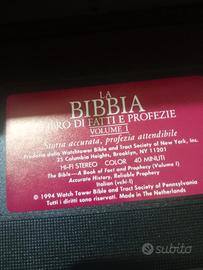 LA
BIBBIA
LIBRO DI FATTI E PROFEZIE
VOLUME I
Storia accurata, profezia attendibile
Prodotto dalla Watchtower Bible and Tract Society of New York, Inc.
25 Columbia Heights, Brooklyn, NY 11201
HI-FI STEREO COLOR 40 MINUTI
The Bible—A Book of Fact and Prophecy (Volume I)
Accurate History, Reliable Prophecy
Italian (vcki-I)
© 1994 Watch Tower Bible and Tract Society of Pennsylvania
Tutti i diritti sono riservati. Made in The Netherlands
subito